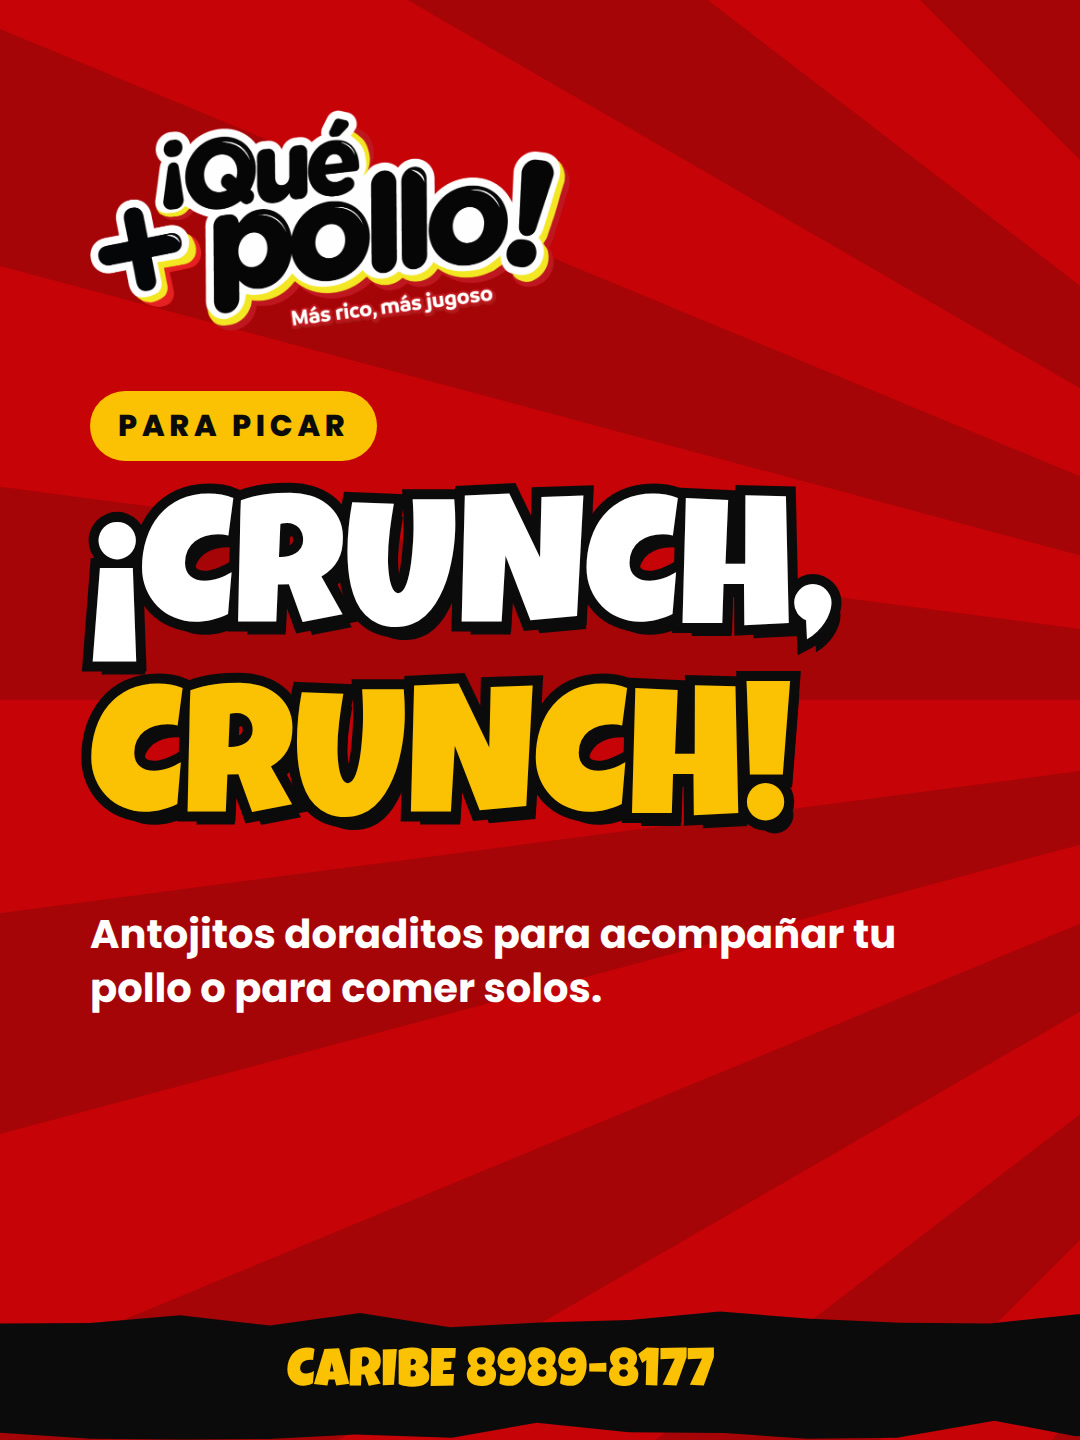 ¡Qué
+ pollo!
Más rico, más jugoso
PARA PICAR
¡CRUNCH,
CRUNCH!
Antojitos doraditos para acompañar tu
pollo o para comer solos.
CARIBE 8989-8177